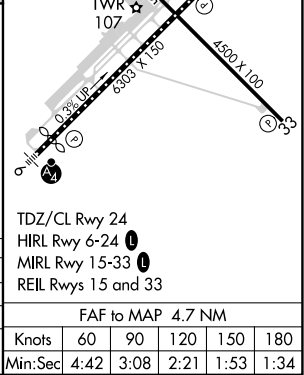 TWR
107
6303 X 150
0.3% UP
4500 X 100
P
P
P
33
6
A4
TDZ/CL Rwy 24
HIRL Rwy 6-24 L
MIRL Rwy 15-33 L
REIL Rwys 15 and 33
FAF to MAP 4.7 NM
Knots 60 90 120 150 180
Min:Sec 4:42 3:08 2:21 1:53 1:34